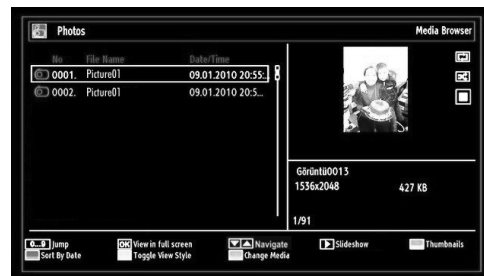 Photos Media Browser
No File Name Date/Time
0001. Picture01 09.01.2010 20:55:..
0002. Picture01 09.01.2010 20:5...
Görüntü0013
1536x2048 427 KB
1/91
0...9 Jump OK View in full screen Navigate Slideshow Thumbnails
Sort By Date Toggle View Style Change Media